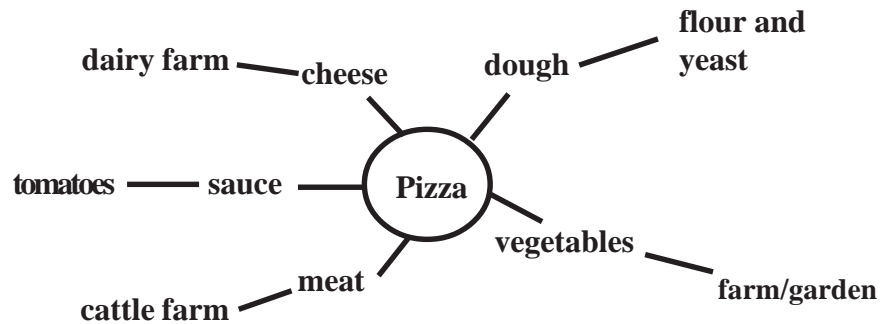 flour and
yeast
dairy farm
cheese
dough
tomatoes
sauce
Pizza
vegetables
meat
cattle farm
farm/garden